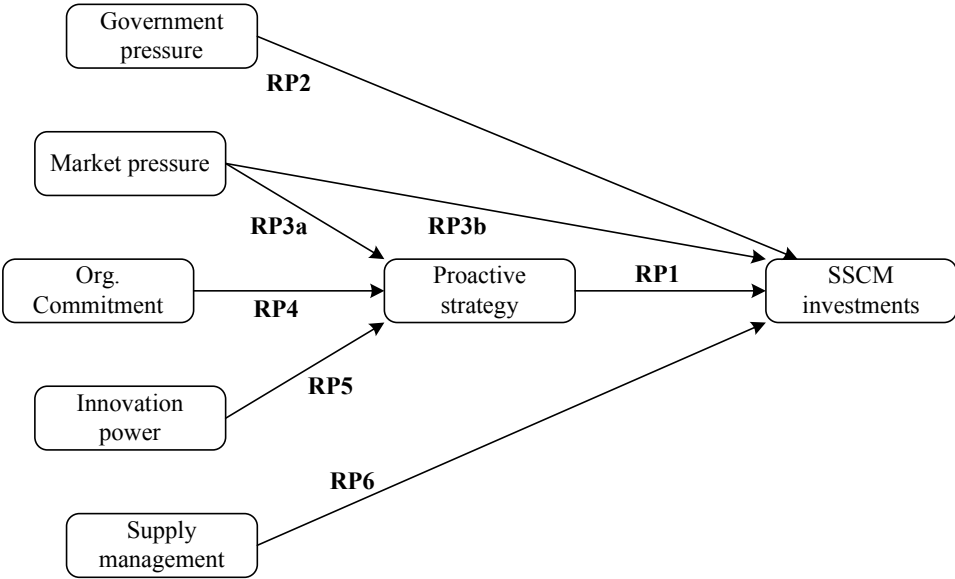 Government
pressure
RP2
Market pressure
RP3a
RP3b
Org.
Commitment
RP4
Proactive
strategy
RP1
SSCM
investments
Innovation
power
RP5
RP6
Supply
management